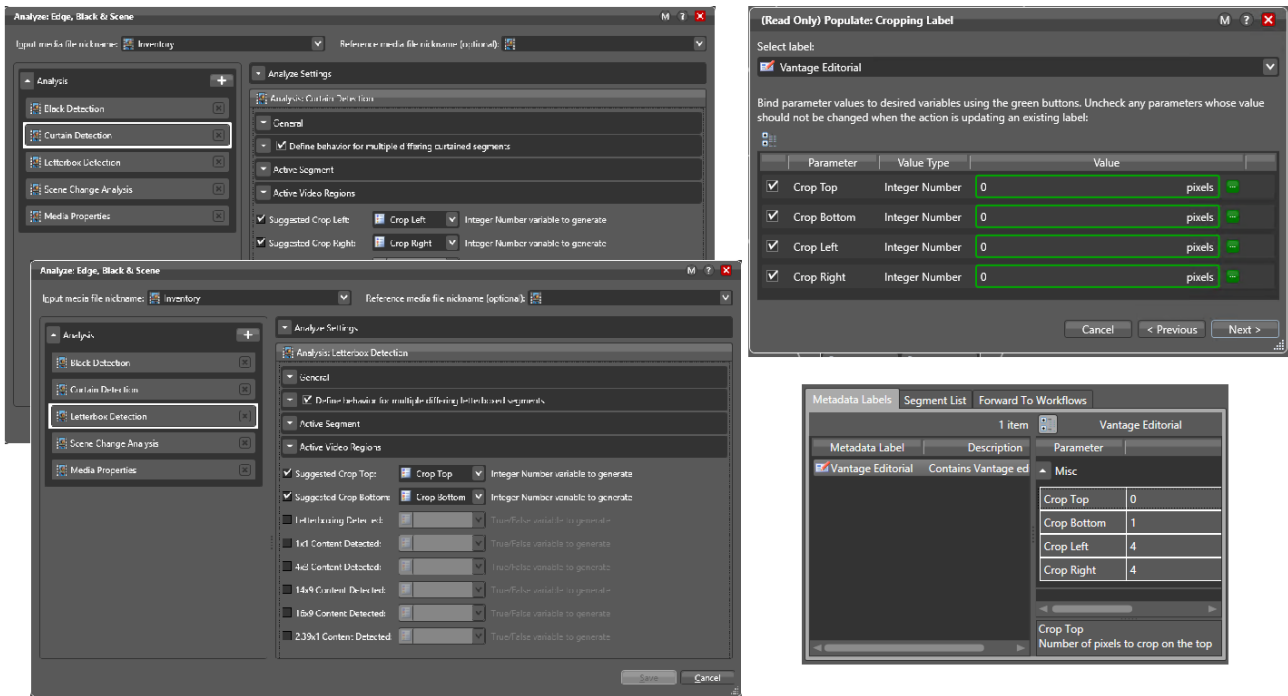 Analyze: Edge, Black & Scene
M ?
Input media file nickname: Inventory
Reference media file nickname (optional):
Analysis
Black Detection
Curtain Detection
Letterbox Detection
Scene Change Analysis
Media Properties
Analyze Settings
Analysis: Curtain Detection
General
Define behavior for multiple differing curtained segments
Active Segment
Active Video Regions
Suggested Crop Left: Crop Left Integer Number variable to generate
Suggested Crop Right: Crop Right Integer Number variable to generate
Analyze: Edge, Black & Scene
M ?
Input media file nickname: Inventory
Reference media file nickname (optional):
Analysis
Black Detection
Curtain Detection
Letterbox Detection
Scene Change Analysis
Media Properties
Analyze Settings
Analysis: Letterbox Detection
General
Define behavior for multiple differing letterboxed segments
Active Segment
Active Video Regions
Suggested Crop Top: Crop Top Integer Number variable to generate
Suggested Crop Bottom: Crop Bottom Integer Number variable to generate
Letterboxing Detected: True/False variable to generate
1x1 Content Detected: True/False variable to generate
4x3 Content Detected: True/False variable to generate
14x9 Content Detected: True/False variable to generate
16x9 Content Detected: True/False variable to generate
2.39x1 Content Detected: True/False variable to generate
Save Cancel
(Read Only) Populate: Cropping Label
M ?
Select label:
Vantage Editorial
Bind parameter values to desired variables using the green buttons. Uncheck any parameters whose value
should not be changed when the action is updating an existing label:
Parameter Value Type Value
Crop Top Integer Number 0 pixels
Crop Bottom Integer Number 0 pixels
Crop Left Integer Number 0 pixels
Crop Right Integer Number 0 pixels
Cancel < Previous Next >
Metadata Labels Segment List Forward To Workflows
1 item Vantage Editorial
Metadata Label Description Parameter
Vantage Editorial Contains Vantage ed
Misc
Crop Top 0
Crop Bottom 1
Crop Left 4
Crop Right 4
Crop Top
Number of pixels to crop on the top